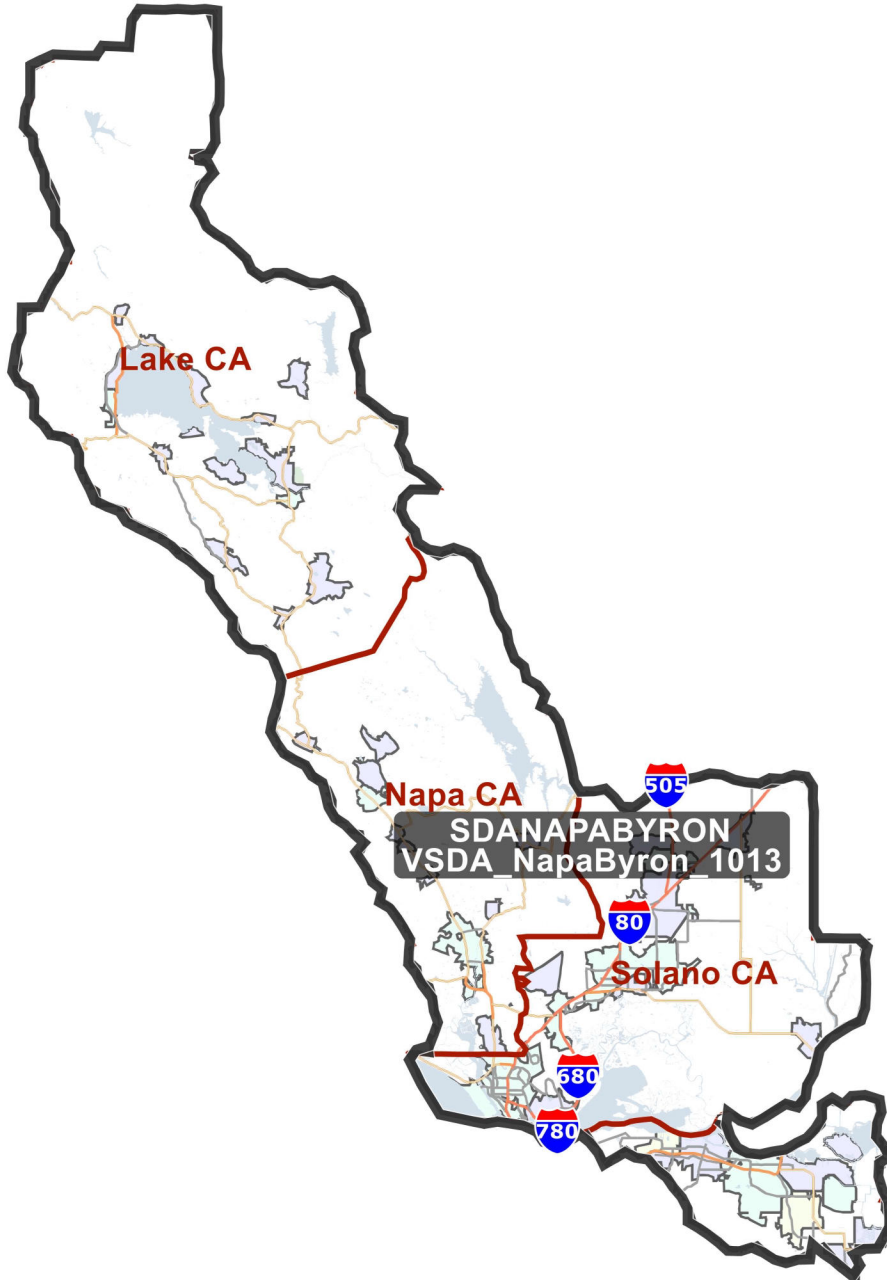 Lake CA
Napa CA
505
SDANAPABYRON
VSDA_NapaByron_1013
80
Solano CA
680
780